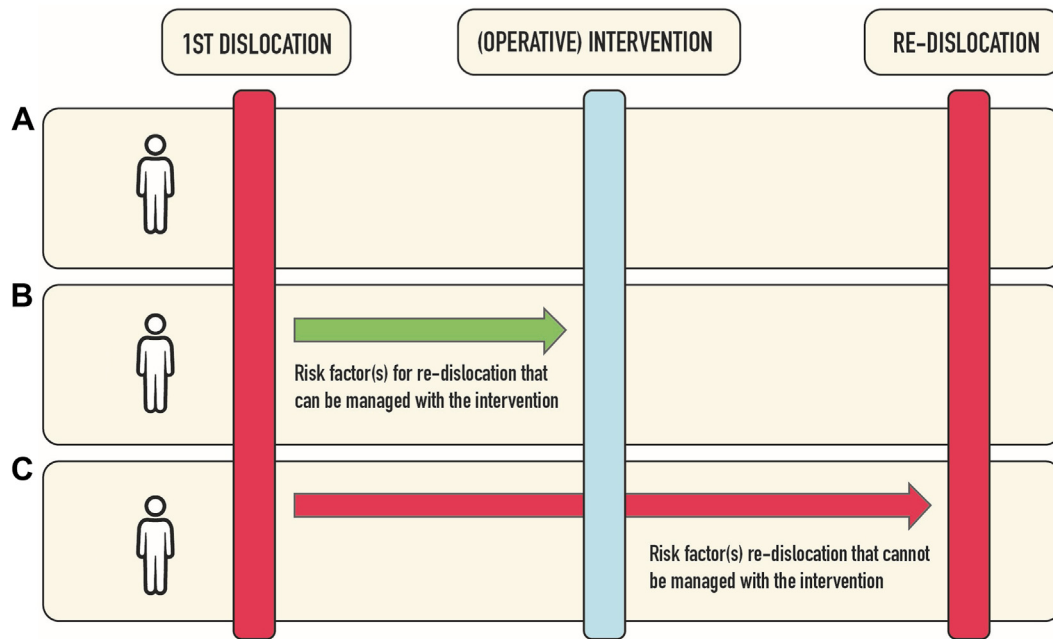 1ST DISLOCATION
(OPERATIVE) INTERVENTION
RE-DISLOCATION
A
B
Risk factor(s) for re-dislocation that
can be managed with the intervention
C
Risk factor(s) re-dislocation that cannot
be managed with the intervention